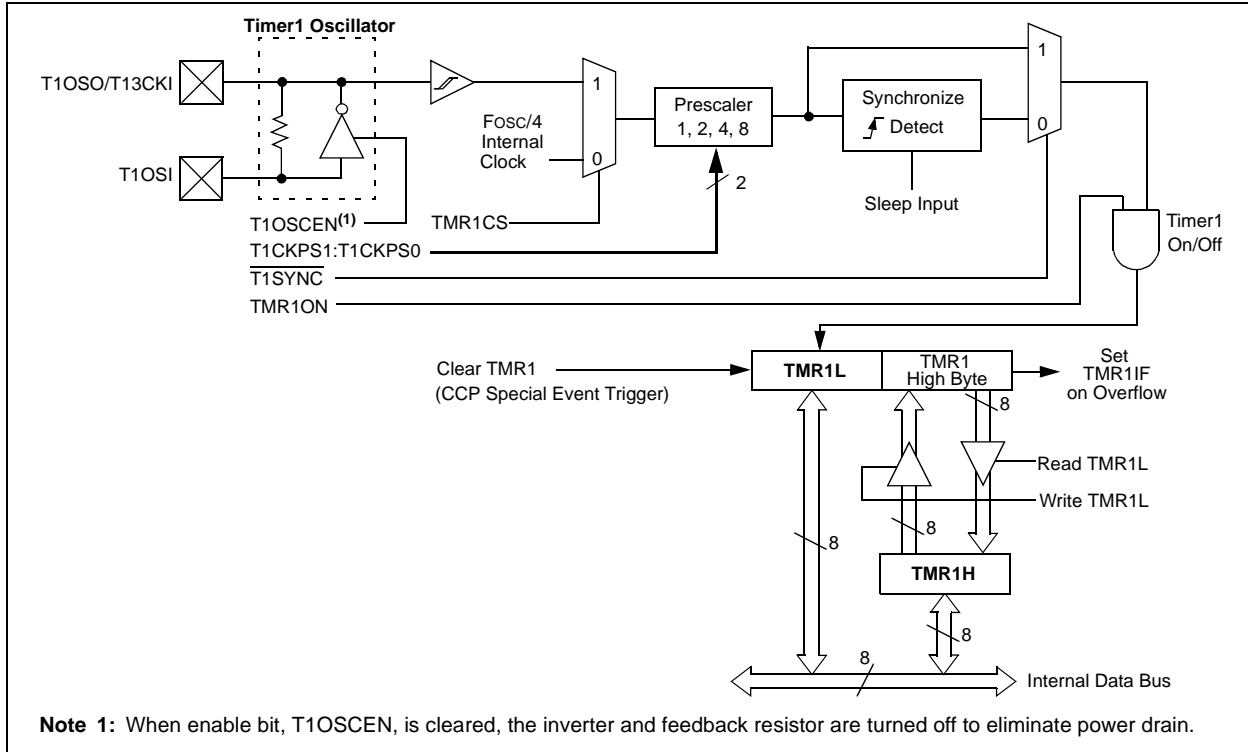 Timer1 Oscillator
T1OSO/T13CKI
T1OSI
FOSC/4
Internal
Clock
1
0
Prescaler
1, 2, 4, 8
2
Synchronize
Detect
Sleep Input
1
0
T1OSCEN(1)
TMR1CS
T1CKPS1:T1CKPS0
T1SYNC
TMR1ON
Timer1
On/Off
Clear TMR1
(CCP Special Event Trigger)
TMR1L
TMR1
High Byte
Set
TMR1IF
on Overflow
8
Read TMR1L
Write TMR1L
8
8
TMR1H
8
8
Internal Data Bus
Note 1: When enable bit, T1OSCEN, is cleared, the inverter and feedback resistor are turned off to eliminate power drain.